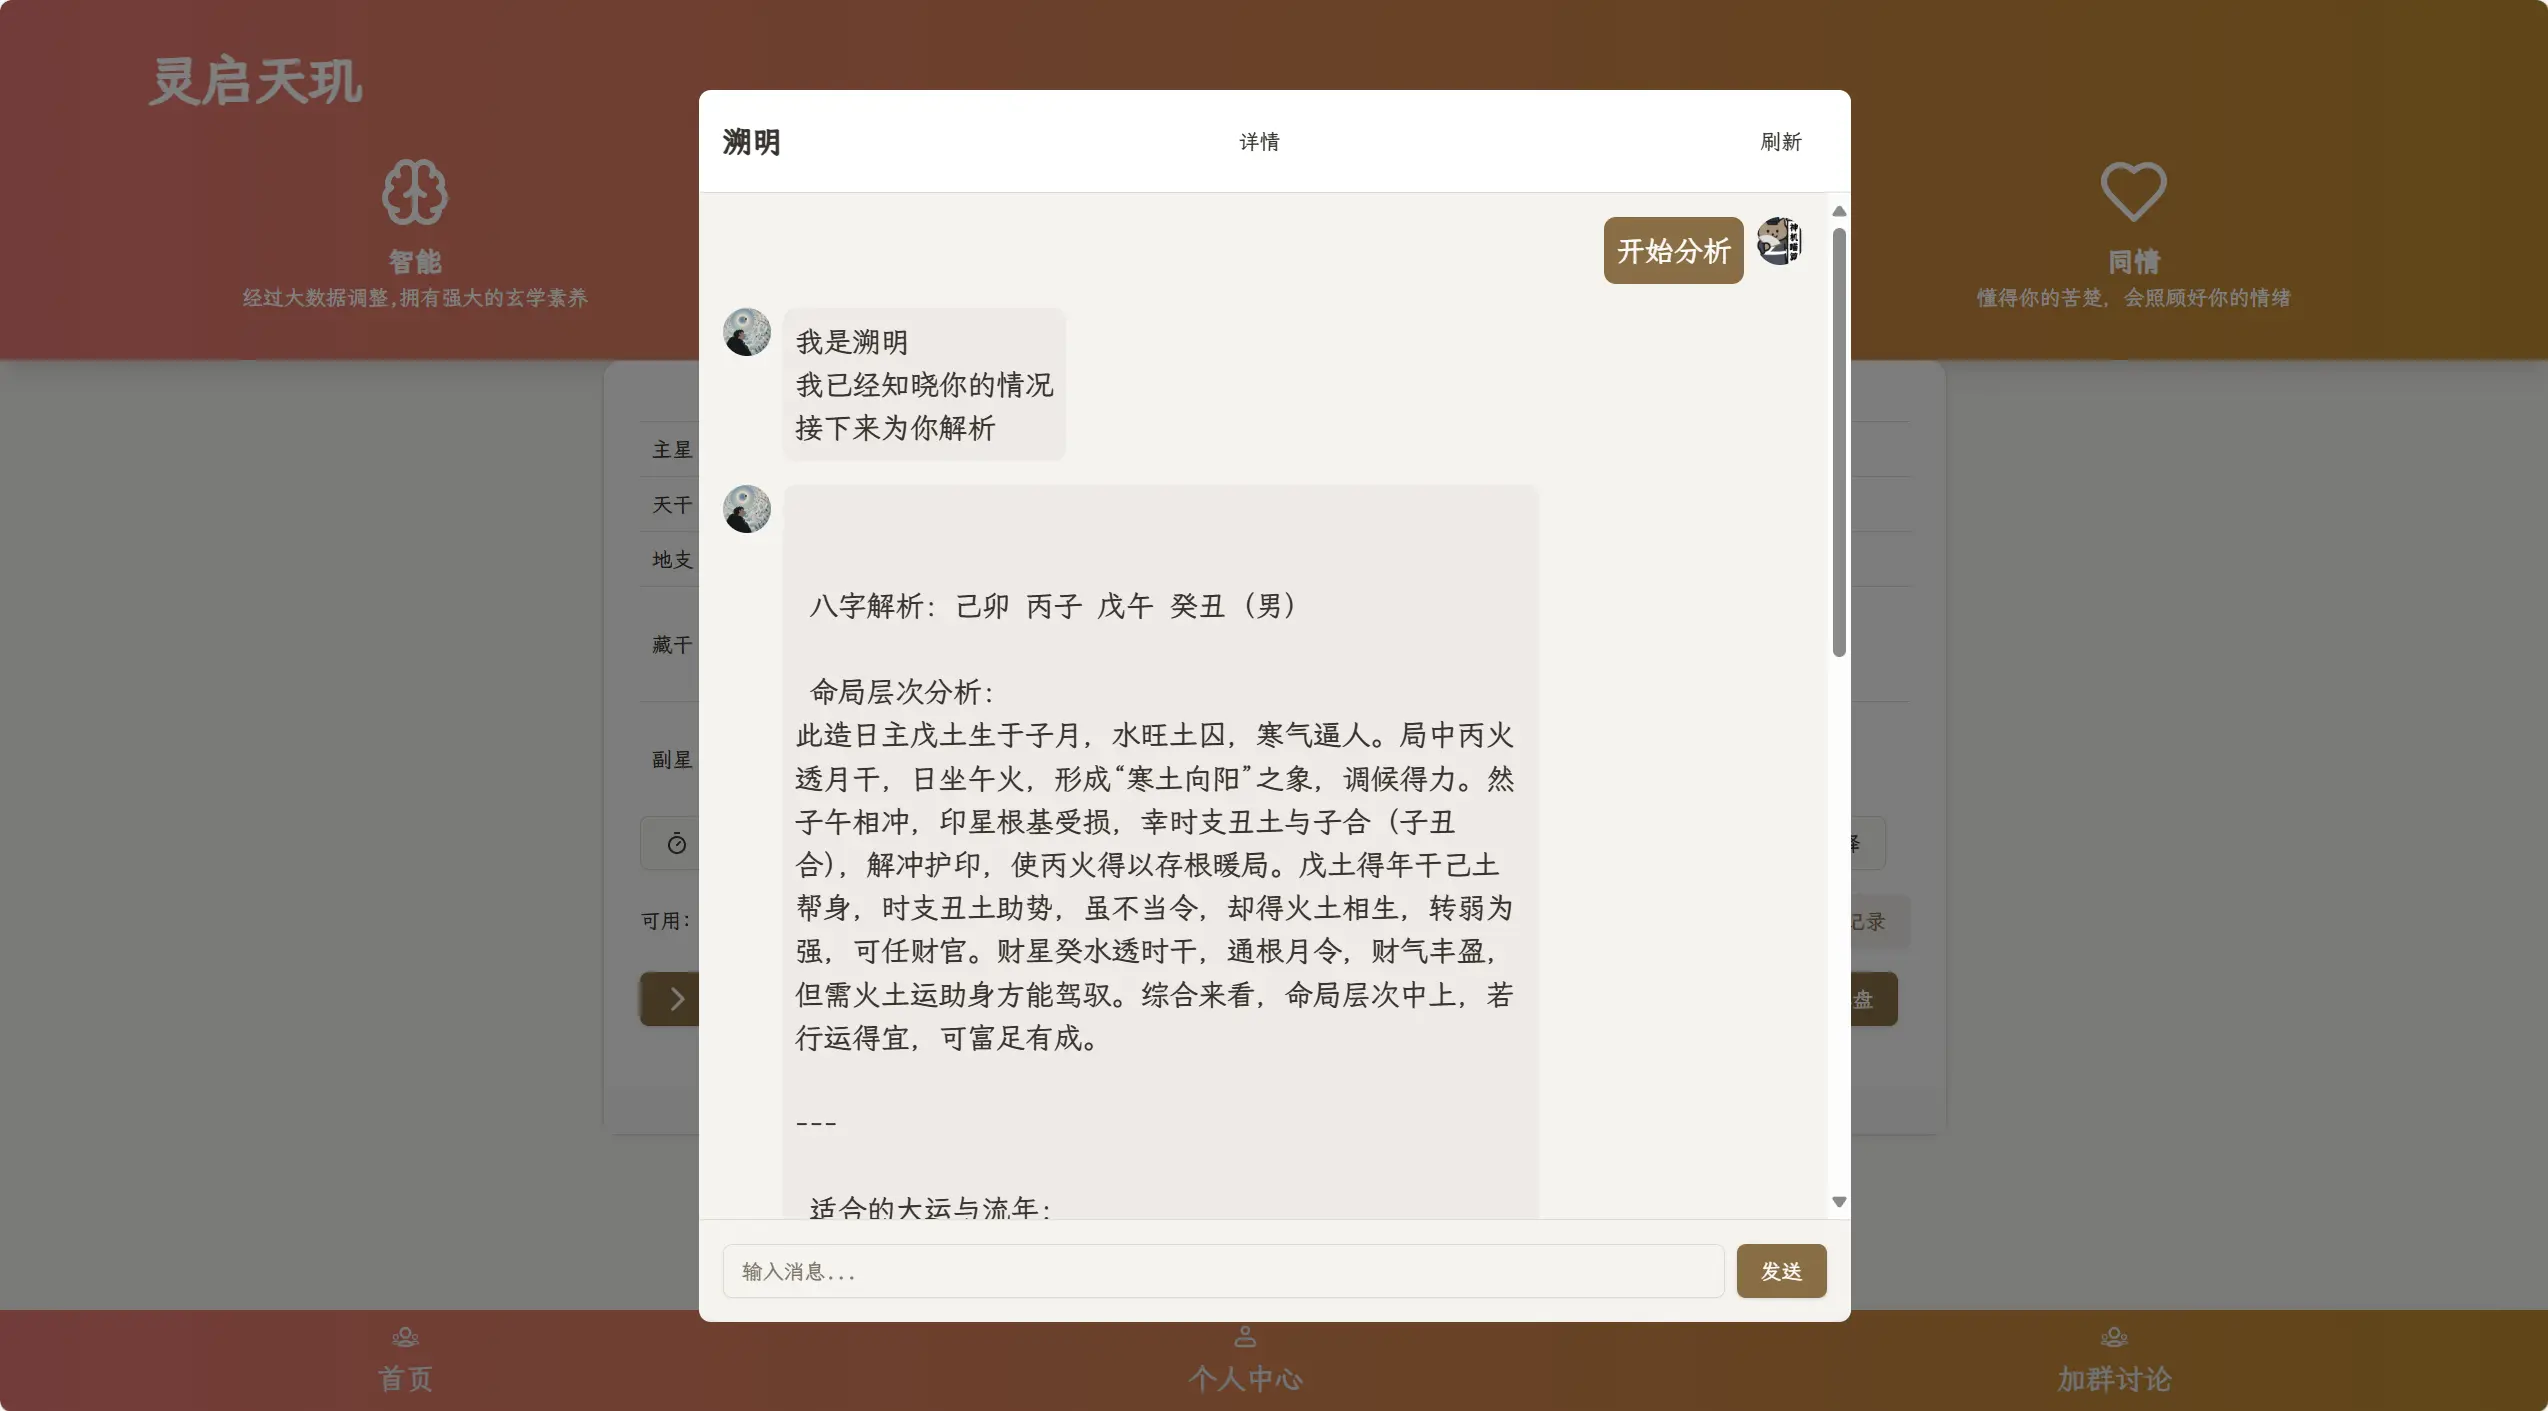 灵启天玑
智能
经过大数据调整,拥有强大的玄学素养
同情
懂得你的苦楚，会照顾好你的情绪
主星
天干
地支
藏干
副星
可用：
记录
盘
溯明
详情
刷新
开始分析
我是溯明
我已经知晓你的情况
接下来为你解析
八字解析：己卯 丙子 戊午 癸丑（男）
命局层次分析：
此造日主戊土生于子月，水旺土囚，寒气逼人。局中丙火
透月干，日坐午火，形成“寒土向阳”之象，调候得力。然
子午相冲，印星根基受损，幸时支丑土与子合（子丑
合），解冲护印，使丙火得以存根暖局。戊土得年干己土
帮身，时支丑土助势，虽不当令，却得火土相生，转弱为
强，可任财官。财星癸水透时干，通根月令，财气丰盈，
但需火土运助身方能驾驭。综合来看，命局层次中上，若
行运得宜，可富足有成。
---
适合的大运与流年：
输入消息...
发送
首页
个人中心
加群讨论